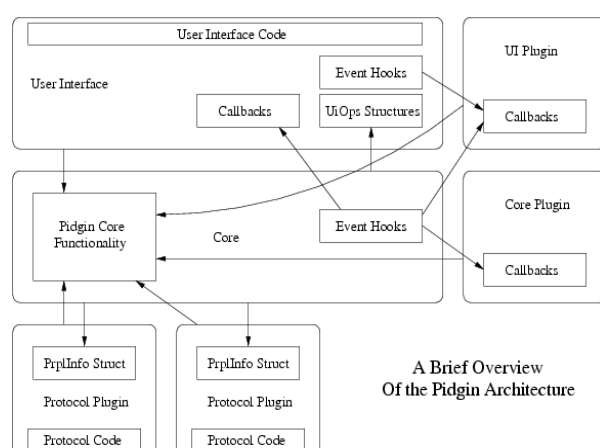 User Interface Code
User Interface
Event Hooks
Callbacks
UiOps Structures
UI Plugin
Callbacks
Pidgin Core
Functionality
Core
Event Hooks
Core Plugin
Callbacks
PrplInfo Struct
Protocol Plugin
Protocol Code
PrplInfo Struct
Protocol Plugin
Protocol Code
A Brief Overview
Of the Pidgin Architecture